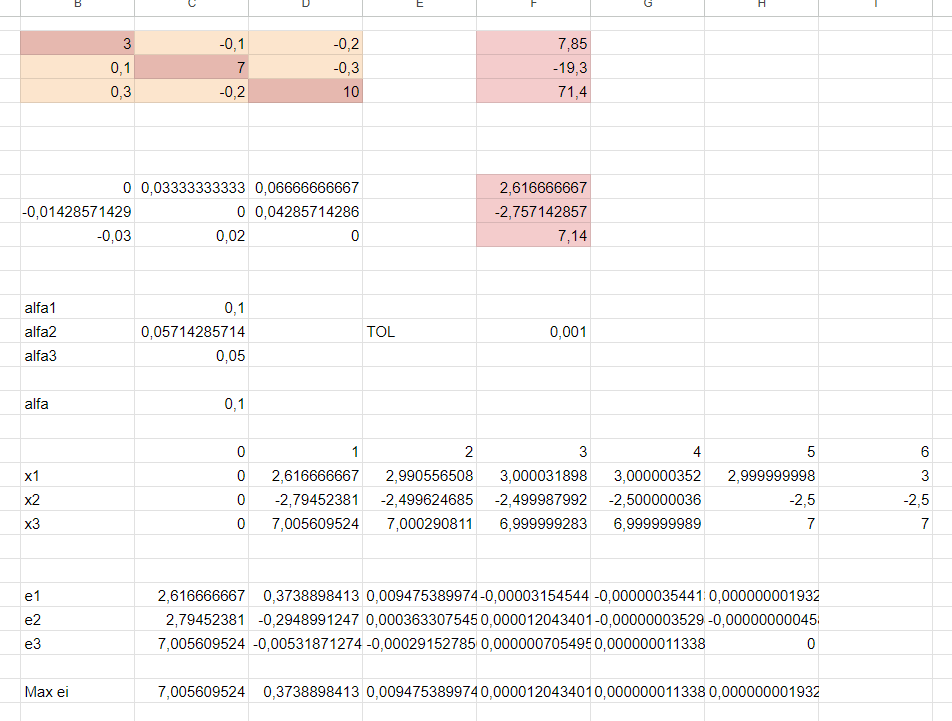 B C D E F G H I
3 -0,1 -0,2 7,85
0,1 7 -0,3 -19,3
0,3 -0,2 10 71,4
0 0,03333333333 0,06666666667 2,616666667
-0,01428571429 0 0,04285714286 -2,757142857
-0,03 0,02 0 7,14
alfa1 0,1
alfa2 0,05714285714 TOL 0,001
alfa3 0,05
alfa 0,1
0 1 2 3 4 5 6
x1 0 2,616666667 2,990556508 3,000031898 3,000000352 2,999999998 3
x2 0 -2,79452381 -2,499624685 -2,499987992 -2,500000036 -2,5 -2,5
x3 0 7,005609524 7,000290811 6,999999283 6,999999989 7 7
e1 2,616666667 0,3738898413 0,009475389974 -0,00003154544 -0,00000035441 0,000000001932
e2 2,79452381 -0,2948991247 0,000363307545 0,000012043401 -0,00000003529 -0,00000000045
e3 7,005609524 -0,00531871274 -0,00029152785 0,000000705495 0,000000011338 0
Max ei 7,005609524 0,3738898413 0,009475389974 0,000012043401 0,000000011338 0,000000001932